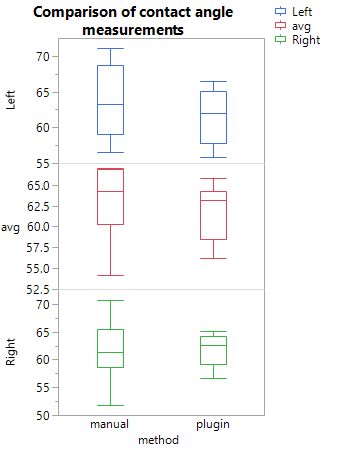 Comparison of contact angle
measurements
Left
avg
Right
70
65
60
55
Left
65.0
62.5
60.0
57.5
55.0
52.5
avg
70
65
60
55
50
Right
manual plugin
method